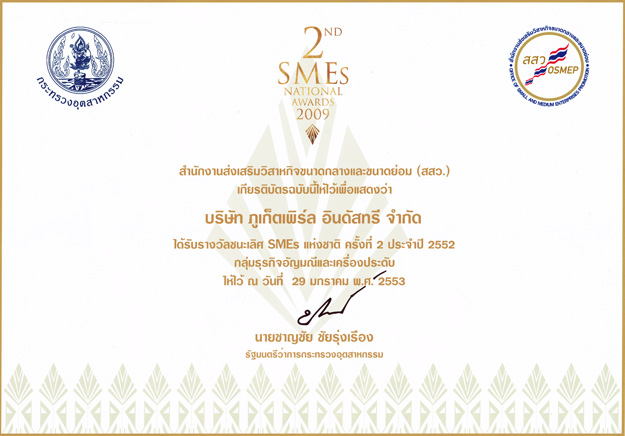 2ND
SMEs
NATIONAL
AWARDS
2009
กระทรวงอุตสาหกรรม
สำนักงานส่งเสริมวิสาหกิจขนาดกลางและขนาดย่อม
สสว
OSMEP
OFFICE OF SMALL AND MEDIUM ENTERPRISES PROMOTION
สำนักงานส่งเสริมวิสาหกิจขนาดกลางและขนาดย่อม (สสว.)
เกียรติบัตรฉบับนี้ให้ไว้เพื่อแสดงว่า
บริษัท ภูเก็ตเพิร์ล อินดัสทรี จำกัด
ได้รับรางวัลชนะเลิศ SMEs แห่งชาติ ครั้งที่ 2 ประจำปี 2552
กลุ่มธุรกิจอัญมณีและเครื่องประดับ
ให้ไว้ ณ วันที่ 29 มกราคม พ.ศ. 2553
นายชาญชัย ชัยรุ่งเรือง
รัฐมนตรีว่าการกระทรวงอุตสาหกรรม